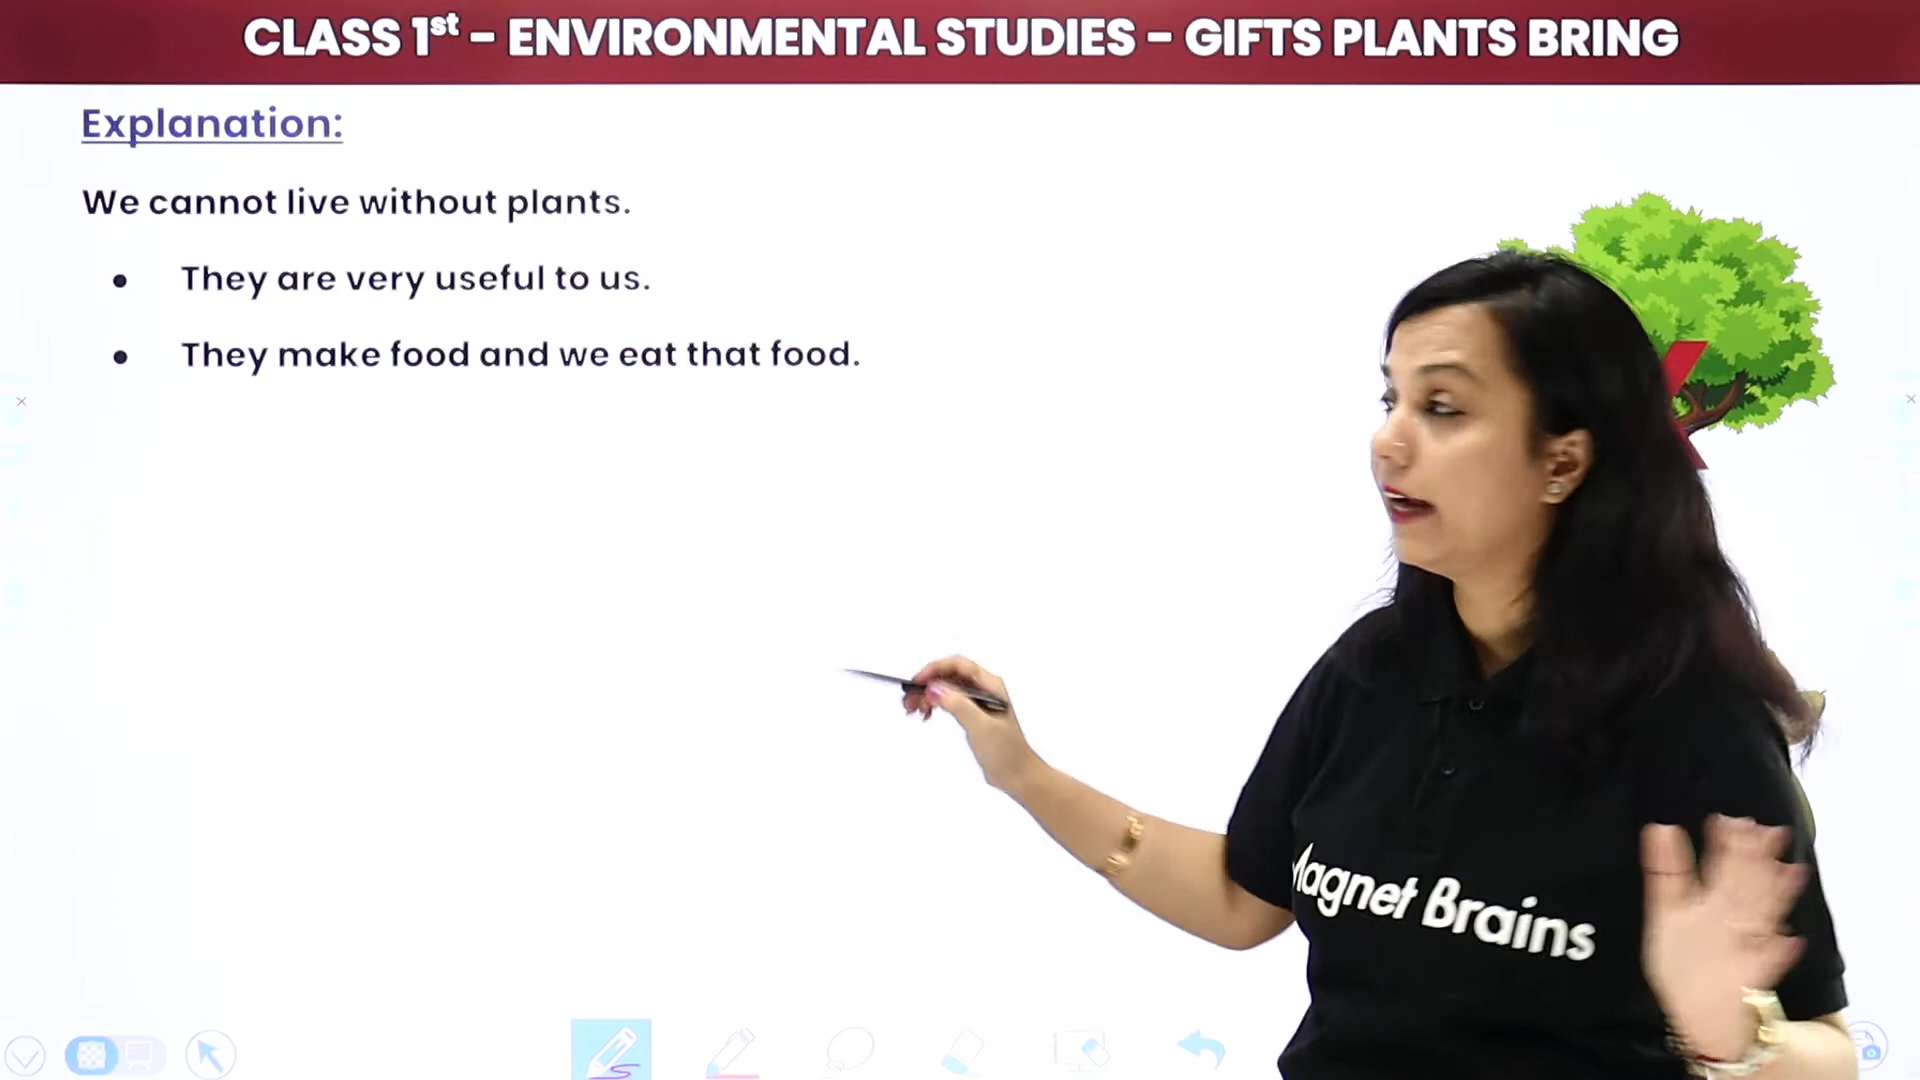 CLASS 1st - ENVIRONMENTAL STUDIES - GIFTS PLANTS BRING
Explanation:
We cannot live without plants.
• They are very useful to us.
• They make food and we eat that food.
Magnet Brains